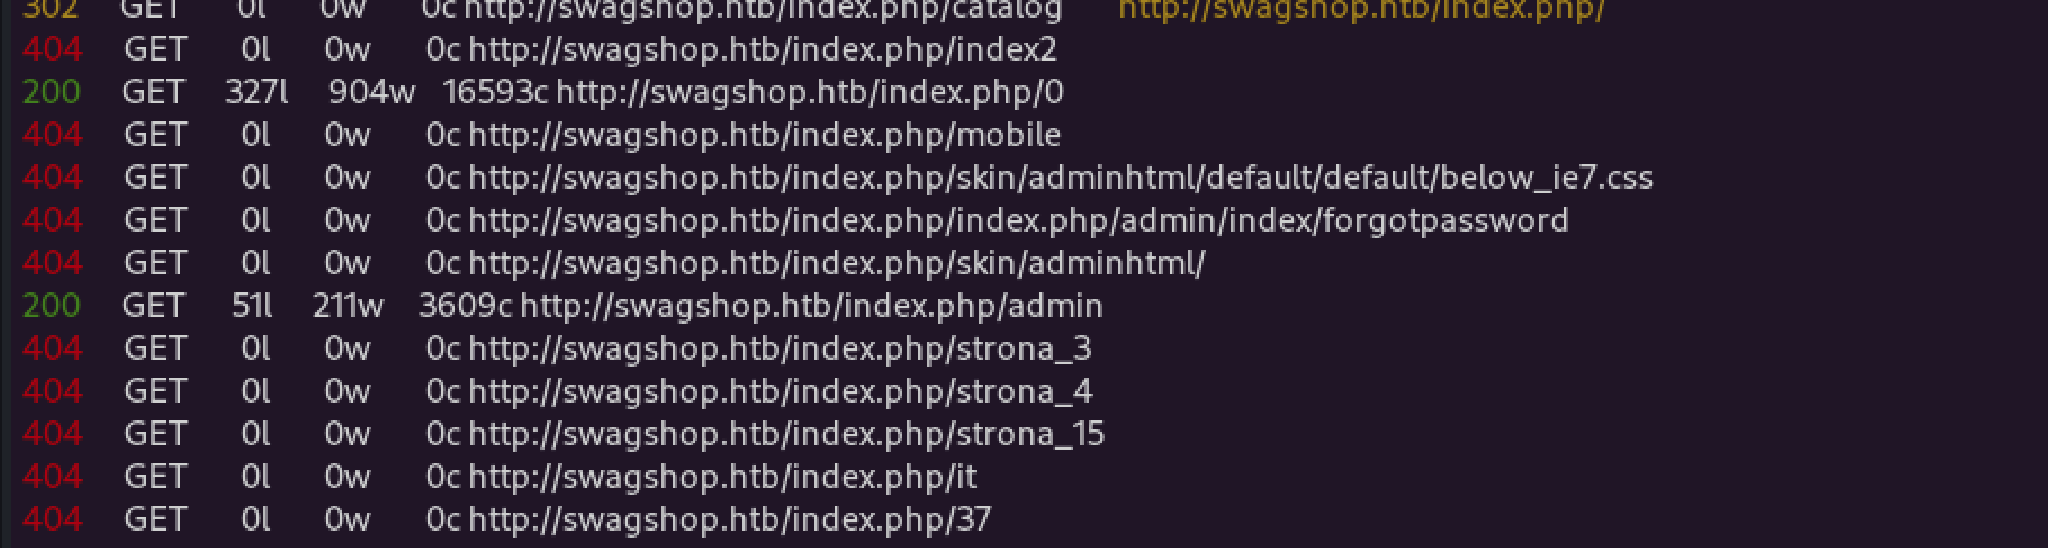 302 GET 0l 0w 0c http://swagshop.htb/index.php/catalog http://swagshop.htb/index.php/
404 GET 0l 0w 0c http://swagshop.htb/index.php/index2
200 GET 327l 904w 16593c http://swagshop.htb/index.php/0
404 GET 0l 0w 0c http://swagshop.htb/index.php/mobile
404 GET 0l 0w 0c http://swagshop.htb/index.php/skin/adminhtml/default/default/below_ie7.css
404 GET 0l 0w 0c http://swagshop.htb/index.php/index.php/admin/index/forgotpassword
404 GET 0l 0w 0c http://swagshop.htb/index.php/skin/adminhtml/
200 GET 51l 211w 3609c http://swagshop.htb/index.php/admin
404 GET 0l 0w 0c http://swagshop.htb/index.php/strona_3
404 GET 0l 0w 0c http://swagshop.htb/index.php/strona_4
404 GET 0l 0w 0c http://swagshop.htb/index.php/strona_15
404 GET 0l 0w 0c http://swagshop.htb/index.php/it
404 GET 0l 0w 0c http://swagshop.htb/index.php/37